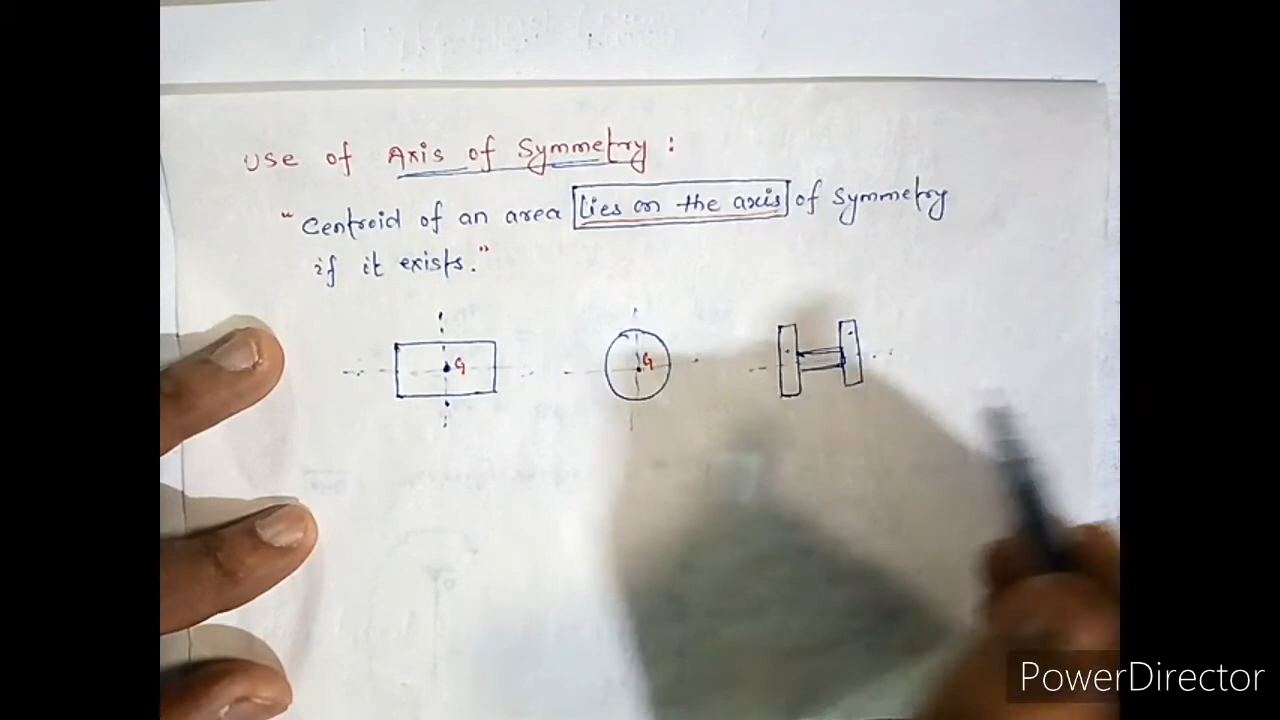 Use of Axis of Symmetry :
"Centroid of an area lies on the axis of symmetry
if it exists."
G
G
PowerDirector